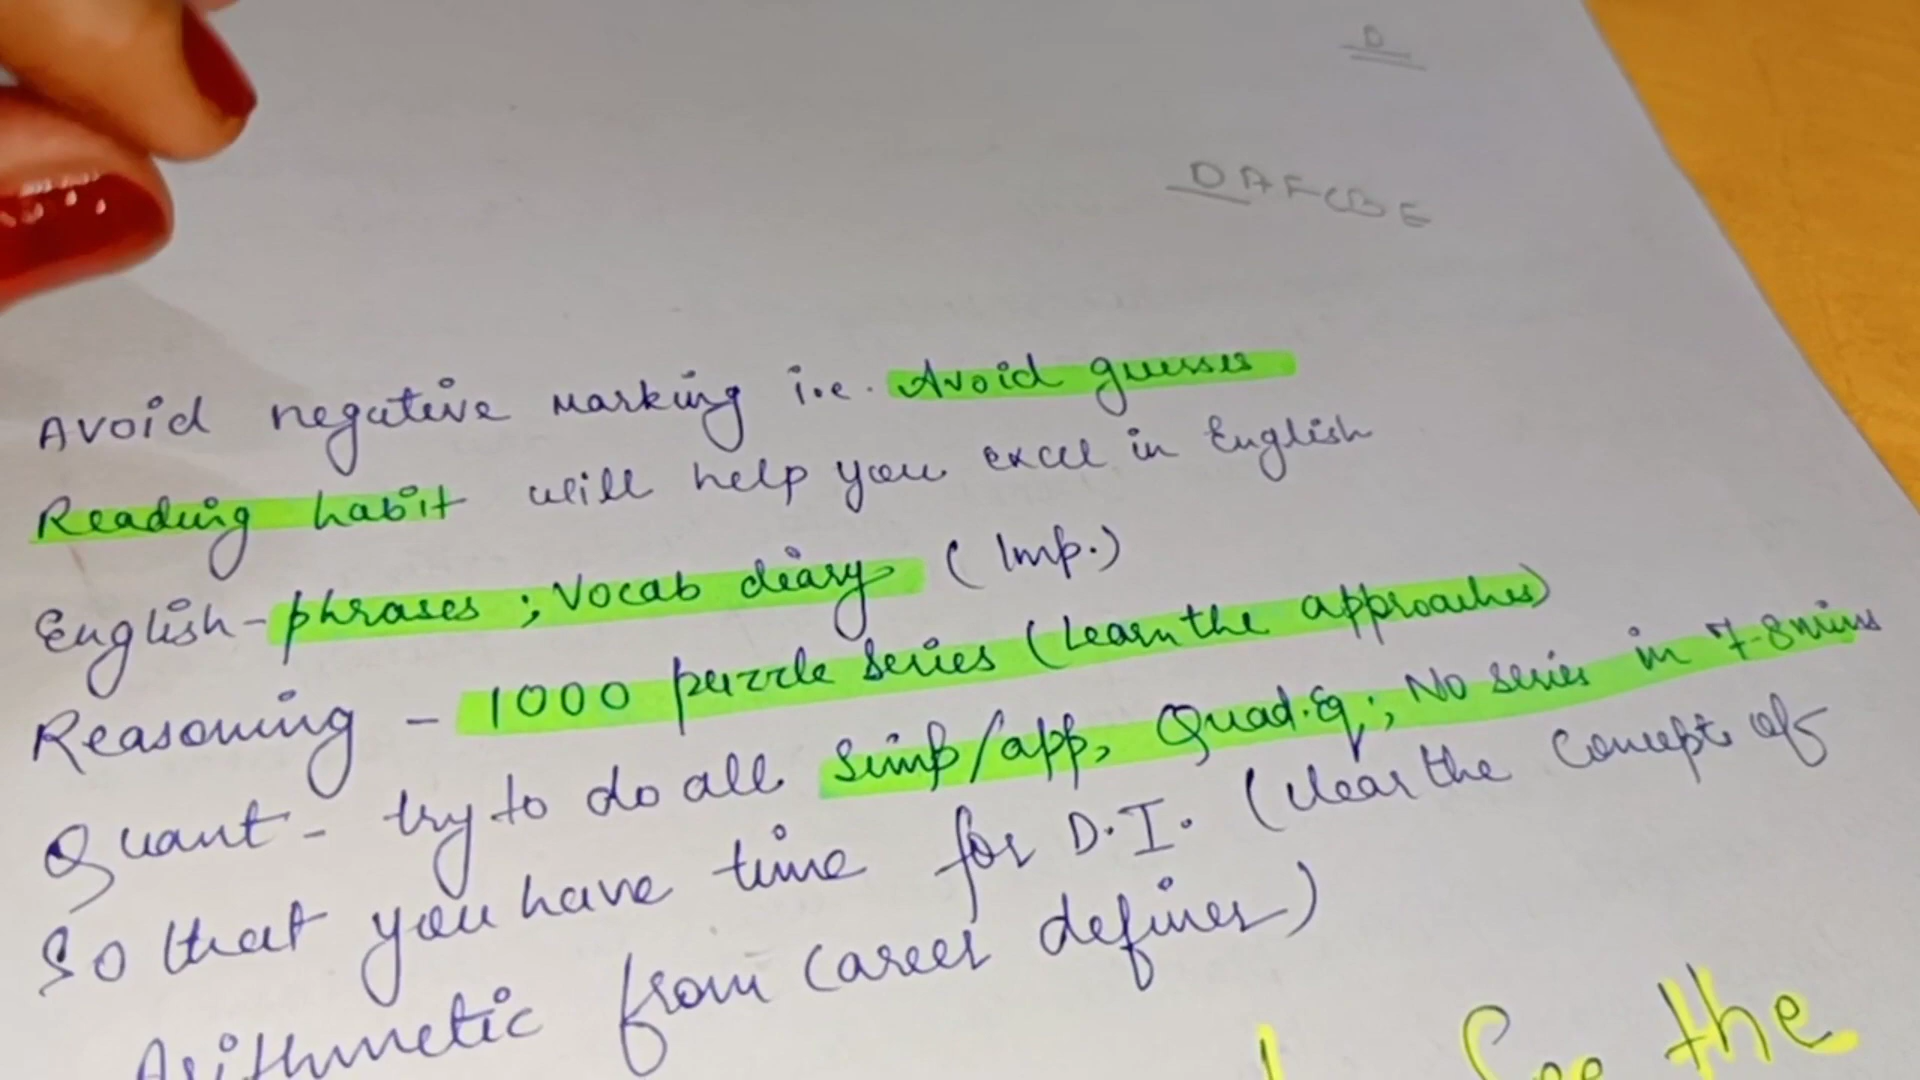 D
DAFCBE
Avoid negative marking i.e. Avoid guesses
Reading habit will help you excel in English
English - phrases ; Vocab diary (Imp.)
Reasoning - 1000 puzzle series (Learn the approaches)
Quant - try to do all Simp/app, Quad.Eq.; No series in 7-8 mins
So that you have time for D.I. (clear the concepts of
Arithmetic from career definer)
See the